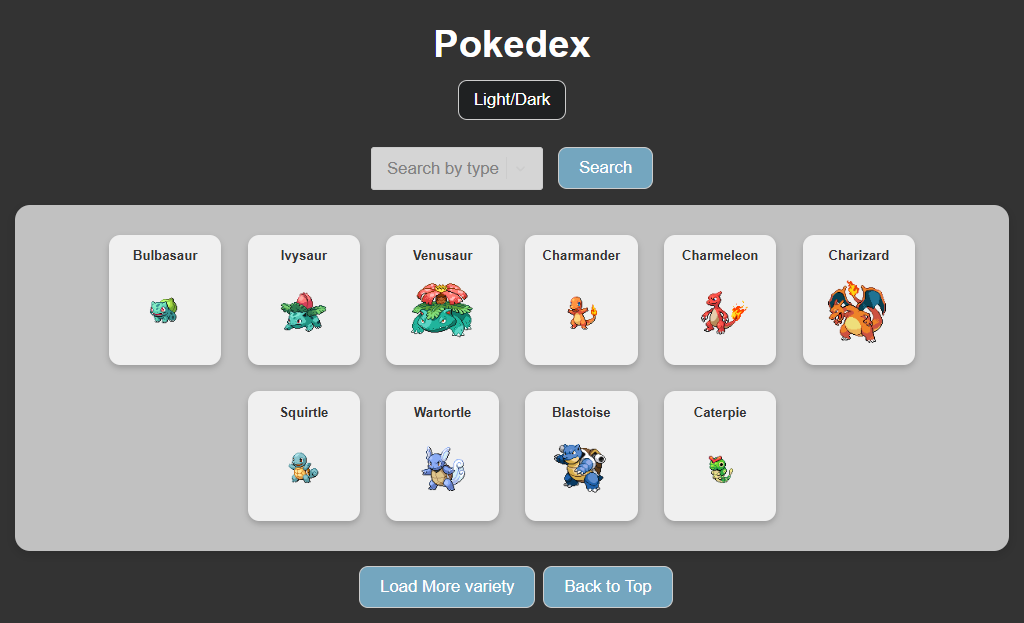 Pokedex
Light/Dark
Search by type
Search
Bulbasaur
Ivysaur
Venusaur
Charmander
Charmeleon
Charizard
Squirtle
Wartortle
Blastoise
Caterpie
Load More variety
Back to Top